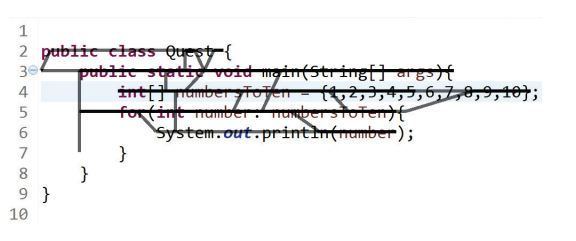 1
2 public class Quest {
3 public static void main(String[] args){
4 int[] numbersToTen = {1,2,3,4,5,6,7,8,9,10};
5 for(int number: numbersToTen){
6 System.out.println(number);
7 }
8 }
9 }
10